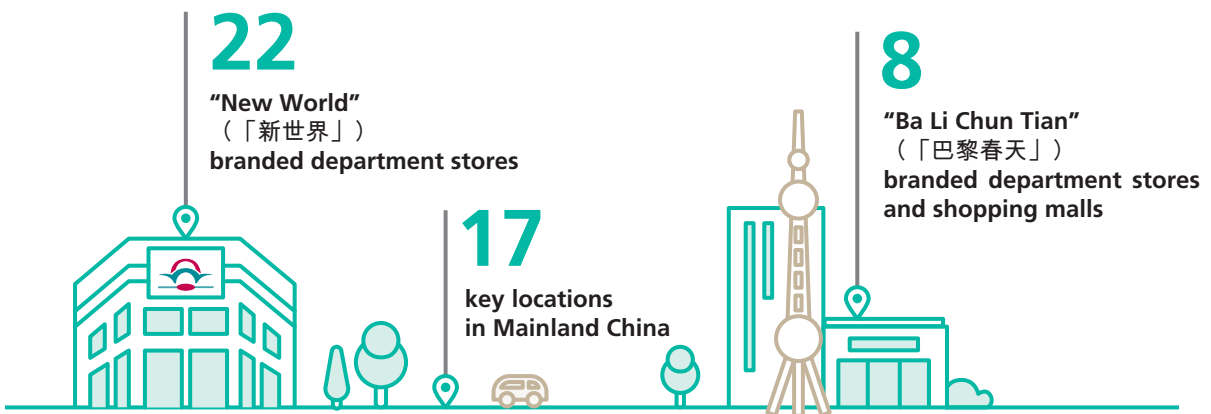 22
“New World”
（「新世界」）
branded department stores
17
key locations
in Mainland China
8
“Ba Li Chun Tian”
（「巴黎春天」）
branded department stores
and shopping malls